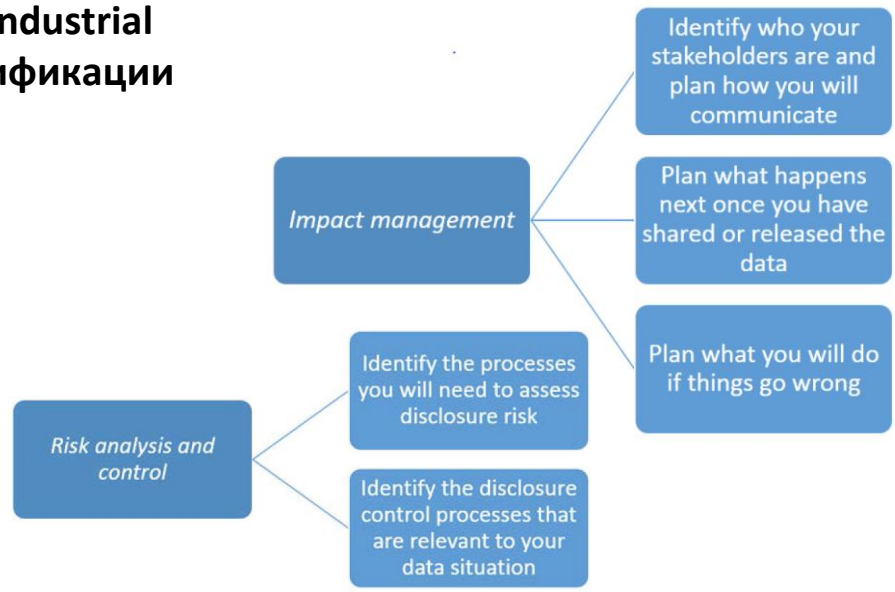 ndustrial
ификации
Identify who your
stakeholders are and
plan how you will
communicate
Impact management
Plan what happens
next once you have
shared or released the
data
Plan what you will do
if things go wrong
Risk analysis and
control
Identify the processes
you will need to assess
disclosure risk
Identify the disclosure
control processes that
are relevant to your
data situation